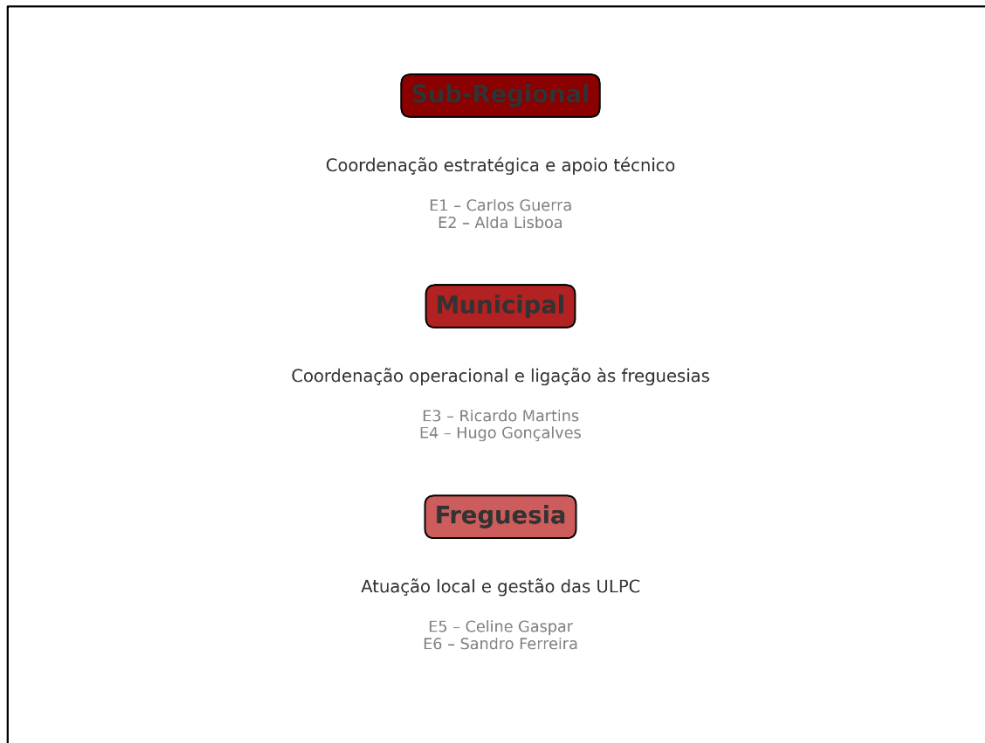 Sub-Regional
Coordenação estratégica e apoio técnico
E1 – Carlos Guerra
E2 – Alda Lisboa
Municipal
Coordenação operacional e ligação às freguesias
E3 – Ricardo Martins
E4 – Hugo Gonçalves
Freguesia
Atuação local e gestão das ULPC
E5 – Celine Gaspar
E6 – Sandro Ferreira